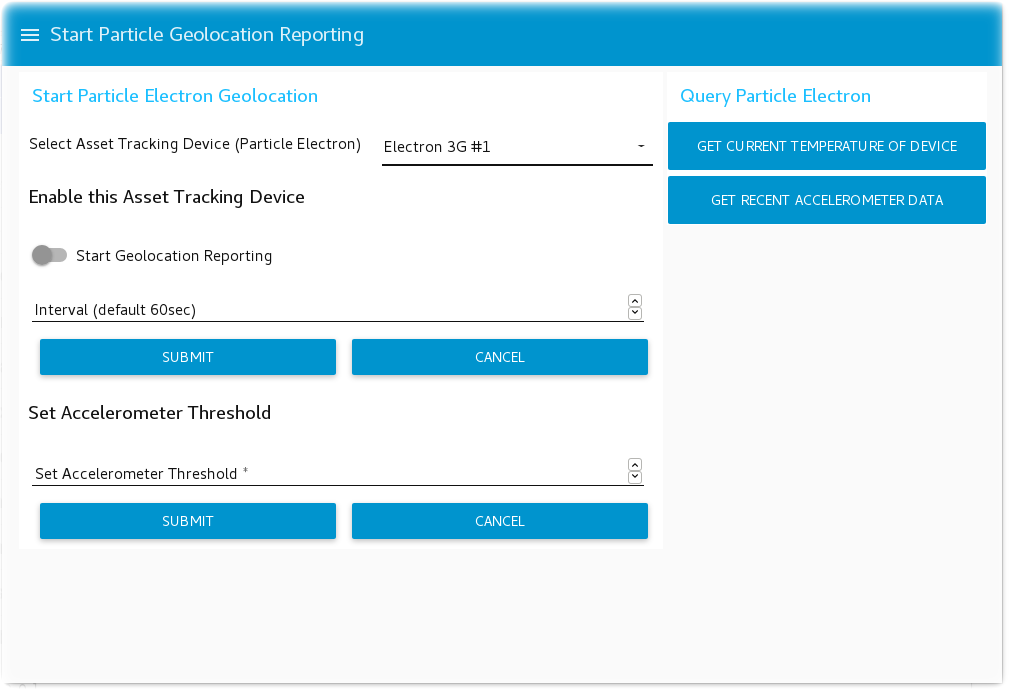 Start Particle Geolocation Reporting
Start Particle Electron Geolocation
Select Asset Tracking Device (Particle Electron)
Electron 3G #1
Enable this Asset Tracking Device
Start Geolocation Reporting
Interval (default 60sec)
SUBMIT
CANCEL
Set Accelerometer Threshold
Set Accelerometer Threshold *
SUBMIT
CANCEL
Query Particle Electron
GET CURRENT TEMPERATURE OF DEVICE
GET RECENT ACCELEROMETER DATA